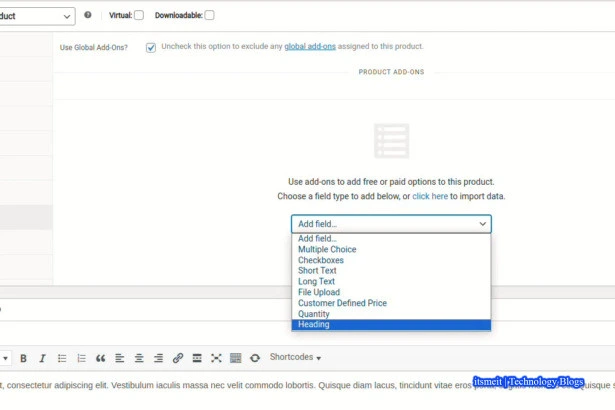 duct
Virtual:
Downloadable:
Use Global Add-Ons?
Uncheck this option to exclude any global add-ons assigned to this product.
PRODUCT ADD-ONS
Use add-ons to add free or paid options to this product.
Choose a field type to add below, or click here to import data.
Add field...
Add field...
Multiple Choice
Checkboxes
Short Text
Long Text
File Upload
Customer Defined Price
Quantity
Heading
B I
Shortcodes
t, consectetur adipiscing elit. Vestibulum iaculis massa nec velit commodo lobortis. Quisque diam lacus, tincidunt vitae eros
itsmeit | Technology Blogs